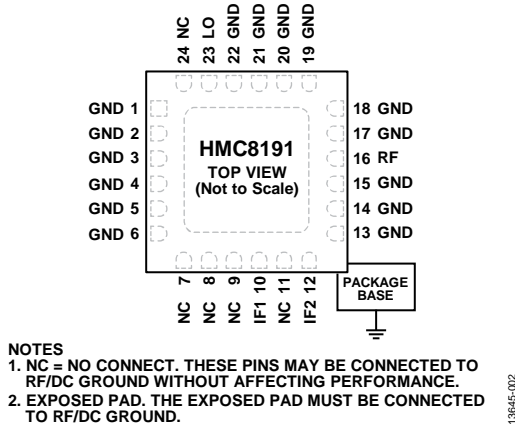 24 NC
23 LO
22 GND
21 GND
20 GND
19 GND
GND 1
GND 2
GND 3
GND 4
GND 5
GND 6
HMC8191
TOP VIEW
(Not to Scale)
18 GND
17 GND
16 RF
15 GND
14 GND
13 GND
NC 7
NC 8
NC 9
IF1 10
NC 11
IF2 12
PACKAGE
BASE
NOTES
1. NC = NO CONNECT. THESE PINS MAY BE CONNECTED TO
RF/DC GROUND WITHOUT AFFECTING PERFORMANCE.
2. EXPOSED PAD. THE EXPOSED PAD MUST BE CONNECTED
TO RF/DC GROUND.
13645-002